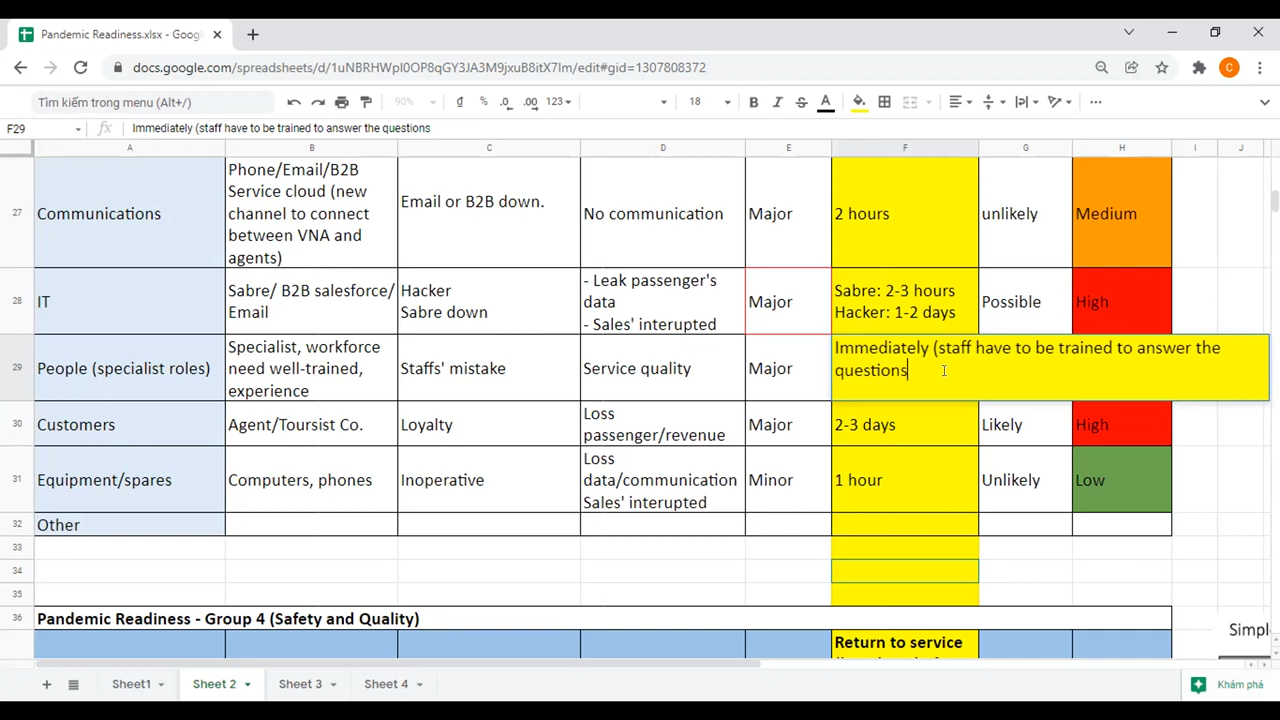 Pandemic Readiness.xlsx - Goog
docs.google.com/spreadsheets/d/1uNBRHWpI0OP8qGY3JA3M9jxuB8itX7lm/edit#gid=1307808372
C
Tìm kiếm trong menu (Alt+/)
90%
₫ % .0 .00 123
18
B I S A
F29
fx
Immediately (staff have to be trained to answer the questions
A B C D E F G H I J
27
Communications
Phone/Email/B2B
Service cloud (new
channel to connect
between VNA and
agents)
Email or B2B down.
No communication
Major
2 hours
unlikely
Medium
28
IT
Sabre/ B2B salesforce/
Email
Hacker
Sabre down
- Leak passenger's
data
- Sales' interupted
Major
Sabre: 2-3 hours
Hacker: 1-2 days
Possible
High
29
People (specialist roles)
Specialist, workforce
need well-trained,
experience
Staffs' mistake
Service quality
Major
Immediately (staff have to be trained to answer the
questions
30
Customers
Agent/Toursist Co.
Loyalty
Loss
passenger/revenue
Major
2-3 days
Likely
High
31
Equipment/spares
Computers, phones
Inoperative
Loss
data/communication
Sales' interupted
Minor
1 hour
Unlikely
Low
32
Other
33
34
35
36
Pandemic Readiness - Group 4 (Safety and Quality)
Simpl
Return to service
Sheet1
Sheet 2
Sheet 3
Sheet 4
Khám phá